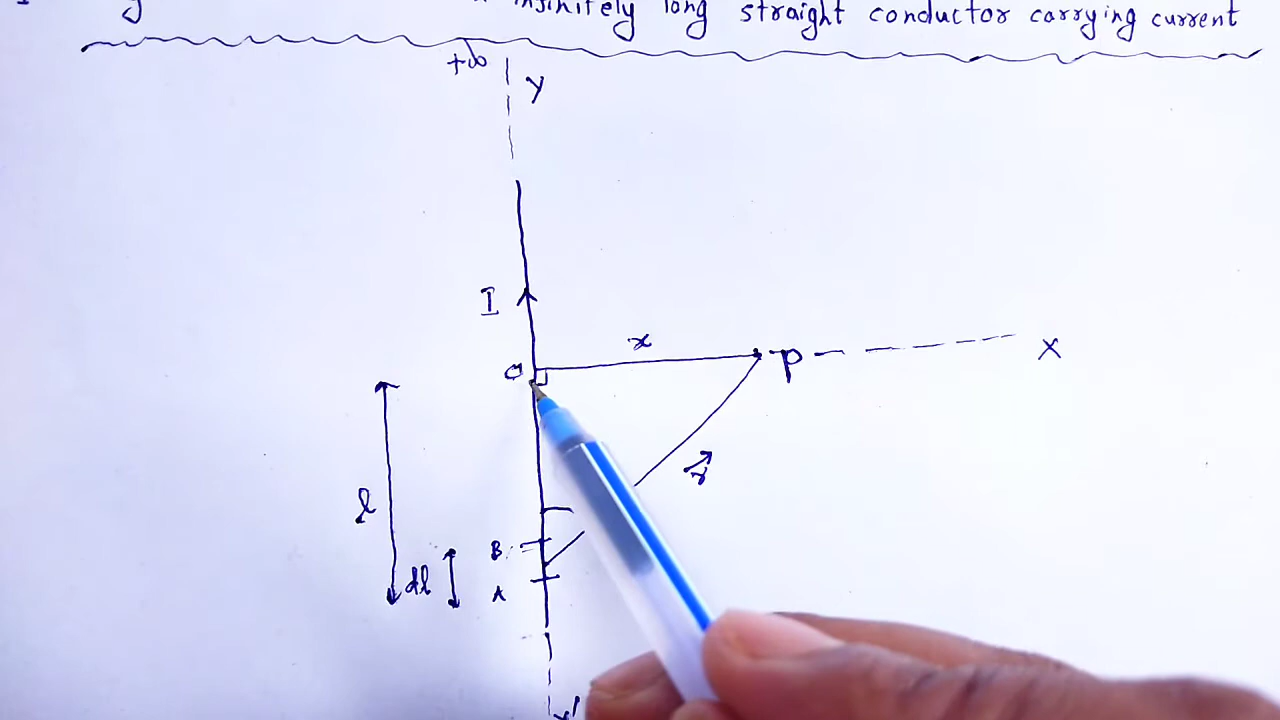 infinitely long straight conductor carrying current
+∞
y
I
x
O
P
X
l
r
B
dl
A
y'